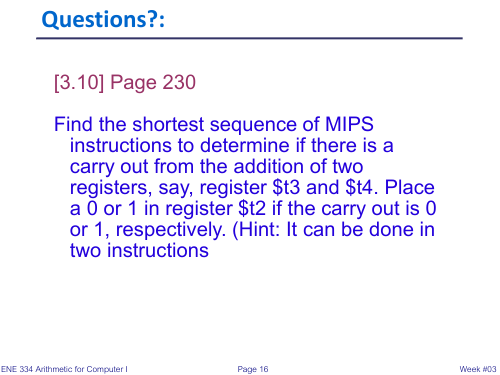 Questions?:
[3.10] Page 230
Find the shortest sequence of MIPS
instructions to determine if there is a
carry out from the addition of two
registers, say, register $t3 and $t4. Place
a 0 or 1 in register $t2 if the carry out is 0
or 1, respectively. (Hint: It can be done in
two instructions
ENE 334 Arithmetic for Computer I
Page 16
Week #03